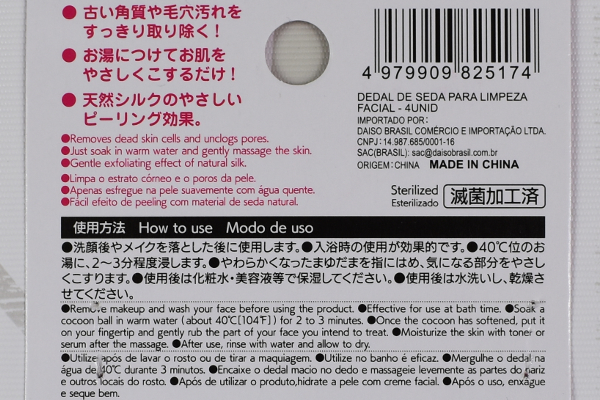 ●古い角質や毛穴汚れを
すっきり取り除く！
●お湯につけてお肌を
やさしくこするだけ！
●天然シルクのやさしい
ピーリング効果。
●Removes dead skin cells and unclogs pores.
●Just soak in warm water and gently massage the skin.
●Gentle exfoliating effect of natural silk.
●Limpa o estrato córneo e o poros da pele.
●Apenas esfregue na pele suavemente com água quente.
●Fácil efeito de peeling com material de seda natural.
4 979909 825174
DEDAL DE SEDA PARA LIMPEZA
FACIAL - 4UNID
IMPORTADO POR:
DAISO BRASIL COMÉRCIO E IMPORTAÇÃO LTDA.
CNPJ: 14.987.685/0001-16
SAC(BRASIL): sac@daisobrasil.com.br
ORIGEM: CHINA MADE IN CHINA
Sterilized
Esterilizado
滅菌加工済
使用方法 How to use Modo de uso
●洗顔後やメイクを落とした後に使用します。●入浴時の使用が効果的です。●40℃位のお
湯に、2～3分程度浸します。●やわらかくなったまゆだまを指にはめ、気になる部分をやさし
くこすります。●使用後は化粧水・美容液等で保湿してください。●使用後は水洗いし、乾燥さ
せてください。
●Remove makeup and wash your face before using the product. ●Effective for use at bath time. ●Soak a
cocoon ball in warm water (about 40℃[104℉]) for 2 to 3 minutes. ●Once the cocoon has softened, put it
on your fingertip and gently rub the part of your face you intend to treat. ●Moisturize the skin with toner or
serum after the massage. ●After use, rinse with water and allow to dry.
●Utilize após de lavar o rosto ou de tirar a maquiagem. ●Utilize no banho é eficaz. ●Mergulhe o dedal na
água de 40℃ durante 3 minutos. ●Encaixe o dedal macio no dedo e massageie levemente as partes do nariz
e outros locais do rosto. ●Após de utilizar o produto,hidrate a pele com creme facial. ●Após o uso, enxágue
e seque bem.